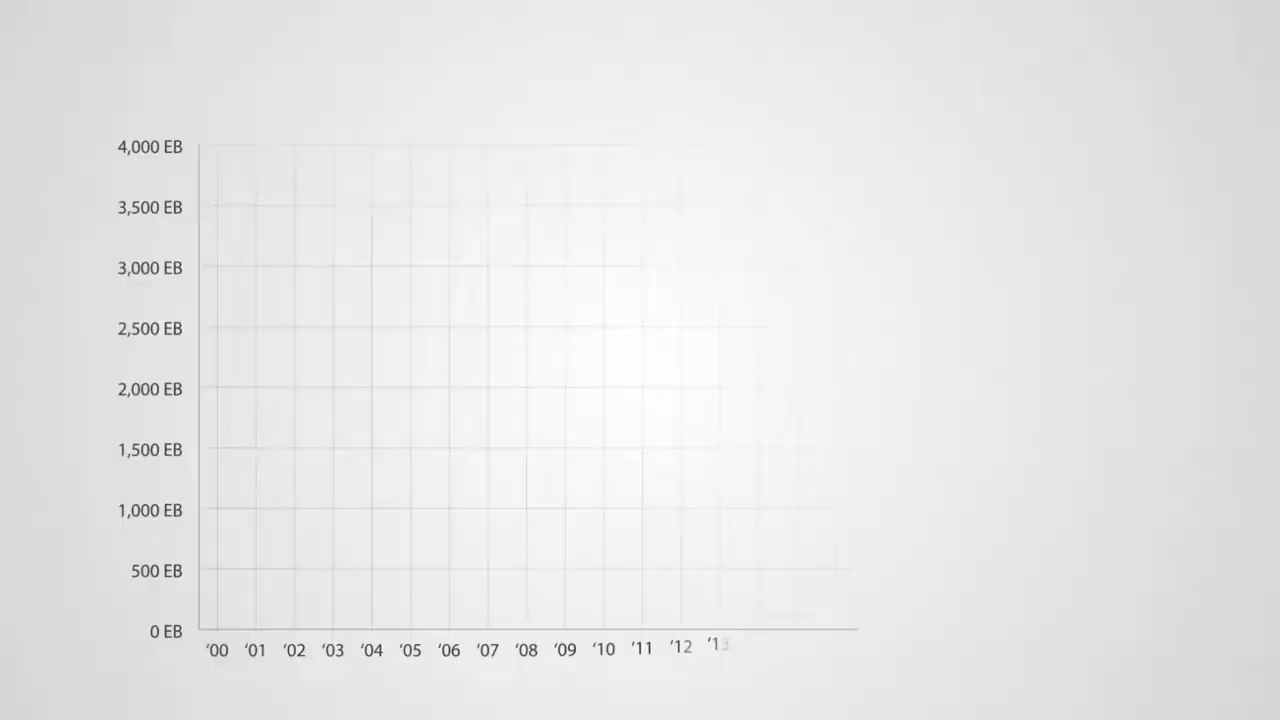 4,000 EB
3,500 EB
3,000 EB
2,500 EB
2,000 EB
1,500 EB
1,000 EB
500 EB
0 EB
‘00 ‘01 ‘02 ‘03 ‘04 ‘05 ‘06 ‘07 ‘08 ‘09 ‘10 ‘11 ‘12 ‘13